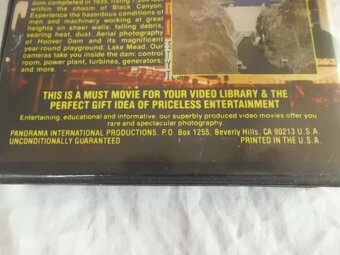 dam completed in 1935, rising
within the chasm of Black Canyon.
Experience the hazardous conditions of
men and machinery working at great
heights on sheer walls: falling debris,
searing heat, dust. Aerial photography
of Hoover Dam and its magnificent
year-round playground: Lake Mead. Our
cameras take you inside the dam: control
room, power plant, turbines, generators;
and more.
THIS IS A MUST MOVIE FOR YOUR VIDEO LIBRARY & THE
PERFECT GIFT IDEA OF PRICELESS ENTERTAINMENT
Entertaining, educational and informative, our superbly produced video movies offer you
rare and spectacular photography.
PANORAMA INTERNATIONAL PRODUCTIONS, P.O. Box 1255, Beverly Hills, CA 90213 U.S.A.
UNCONDITIONALLY GUARANTEED PRINTED IN THE U.S.A.